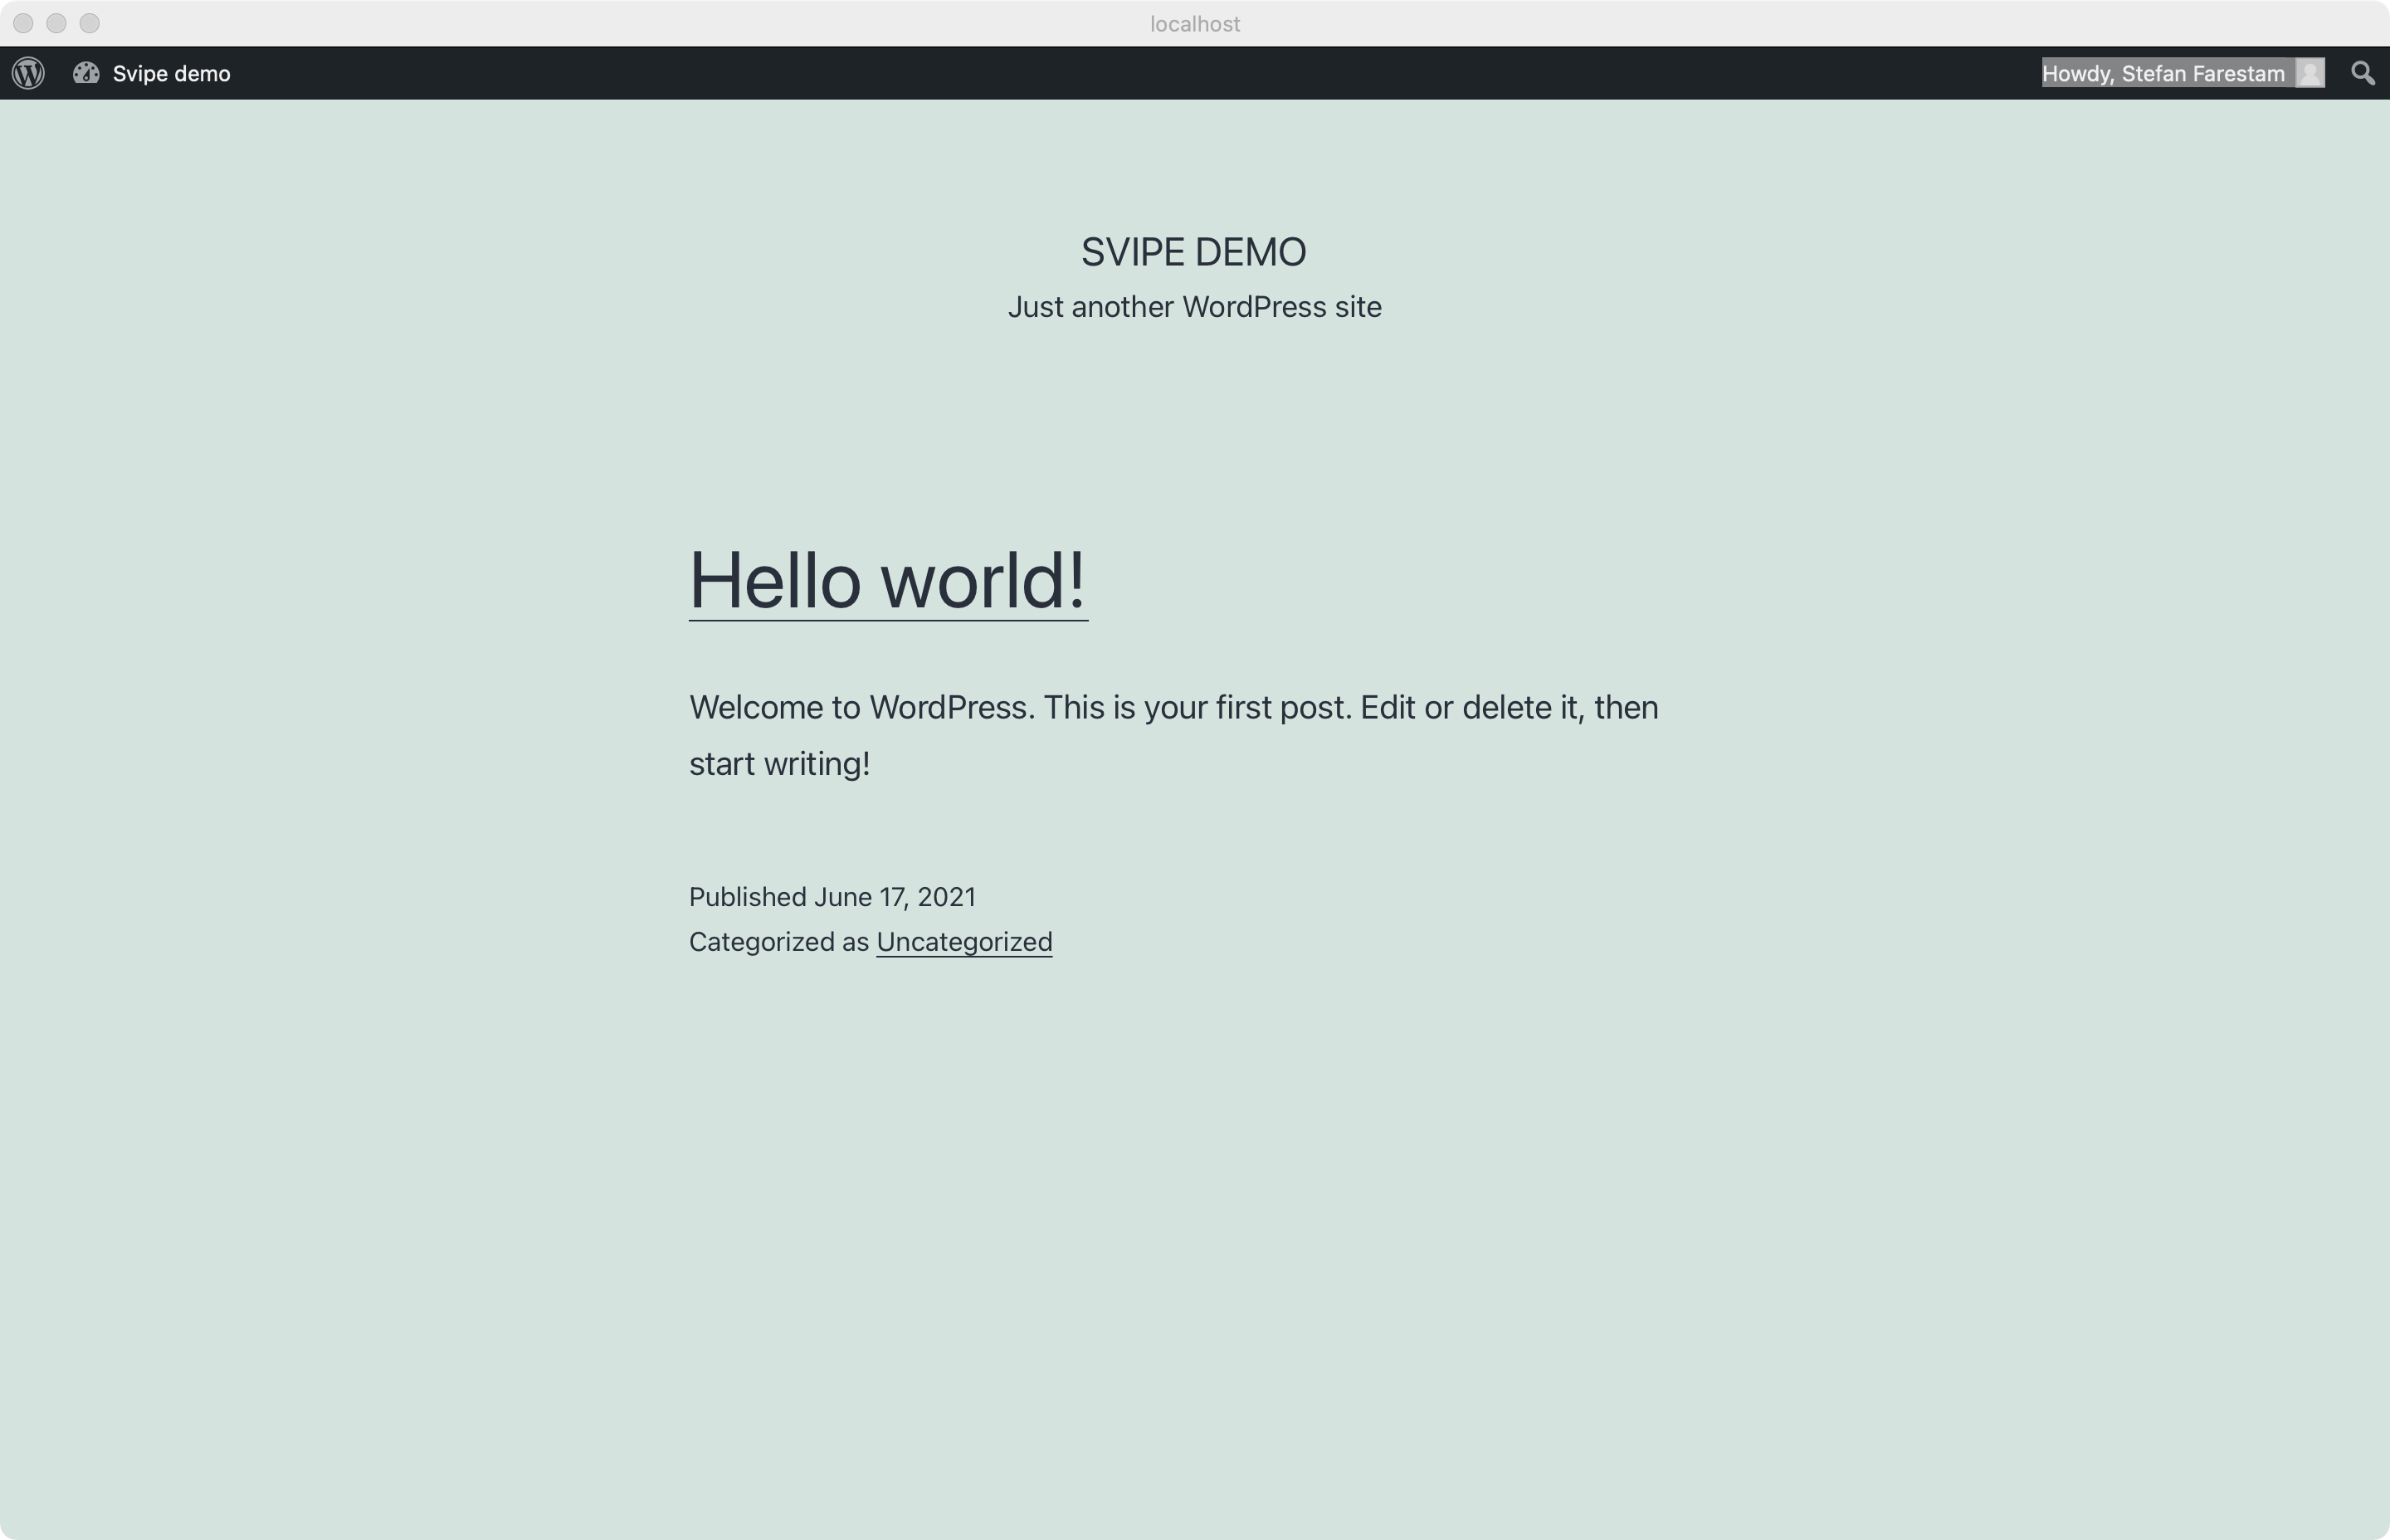 localhost
Svipe demo
Howdy, Stefan Farestam
SVIPE DEMO
Just another WordPress site
Hello world!
Welcome to WordPress. This is your first post. Edit or delete it, then
start writing!
Published June 17, 2021
Categorized as Uncategorized